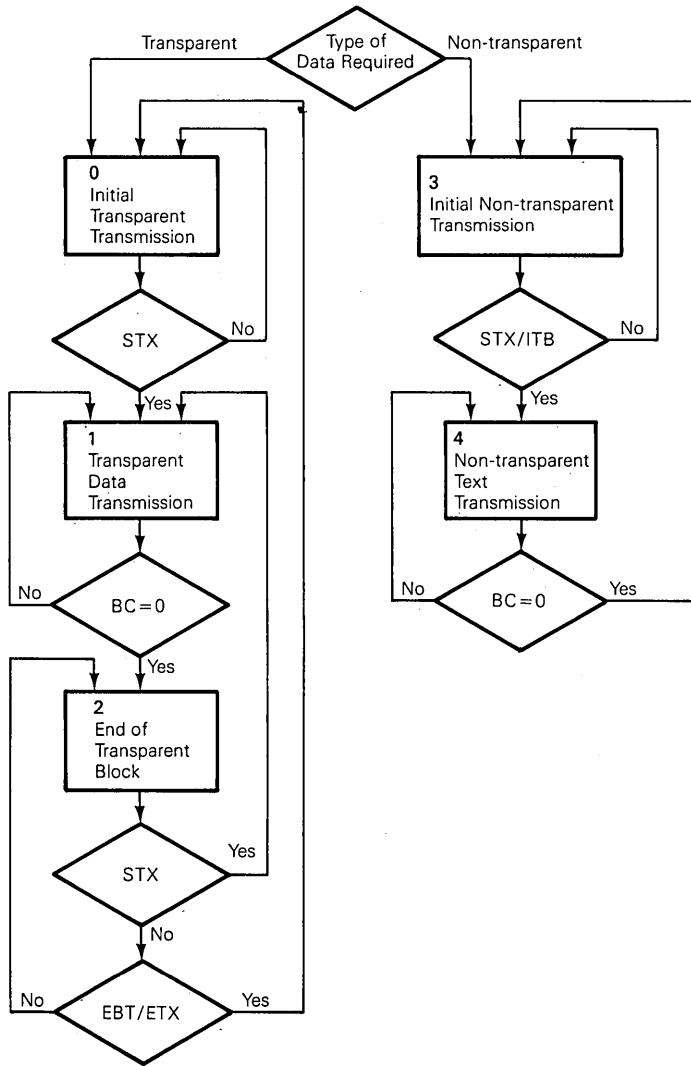 Type of
Data Required
Transparent
Non-transparent
0
Initial
Transparent
Transmission
STX
No
Yes
1
Transparent
Data
Transmission
BC=0
No
Yes
2
End of
Transparent
Block
STX
Yes
No
EBT/ETX
No
Yes
3
Initial Non-transparent
Transmission
STX/ITB
No
Yes
4
Non-transparent
Text
Transmission
BC=0
No
Yes